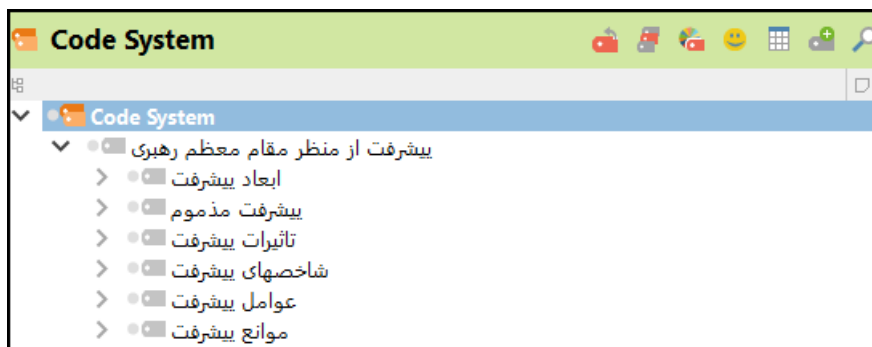 Code System
Code System
پیشرفت از منظر مقام معظم رهبری
ابعاد پیشرفت
پیشرفت مذموم
تاثیرات پیشرفت
شاخصهای پیشرفت
عوامل پیشرفت
موانع پیشرفت